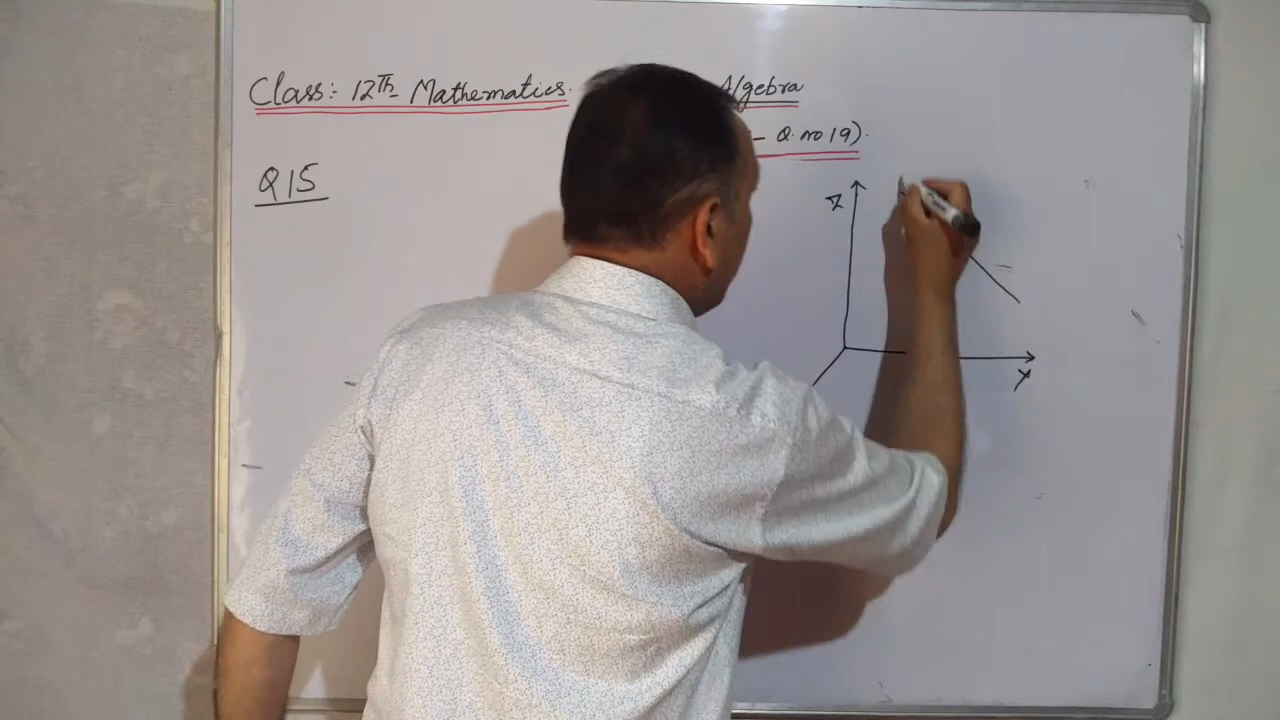 Class: 12Th Mathematics. Algebra
- Q. no 19).
Q 15
Z
Y